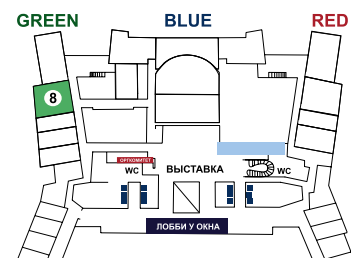 GREEN BLUE RED
8
ОРГКОМИТЕТ
WC ВЫСТАВКА WC
ЛОББИ У ОКНА